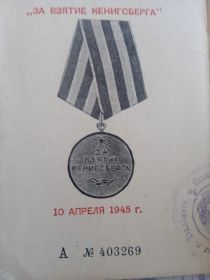 „ЗА ВЗЯТИЕ КЕНИГСБЕРГА“
ЗА
ВЗЯТИЕ
КЕНИГСБЕРГА
10 АПРЕЛЯ 1945 г.
А № 403269